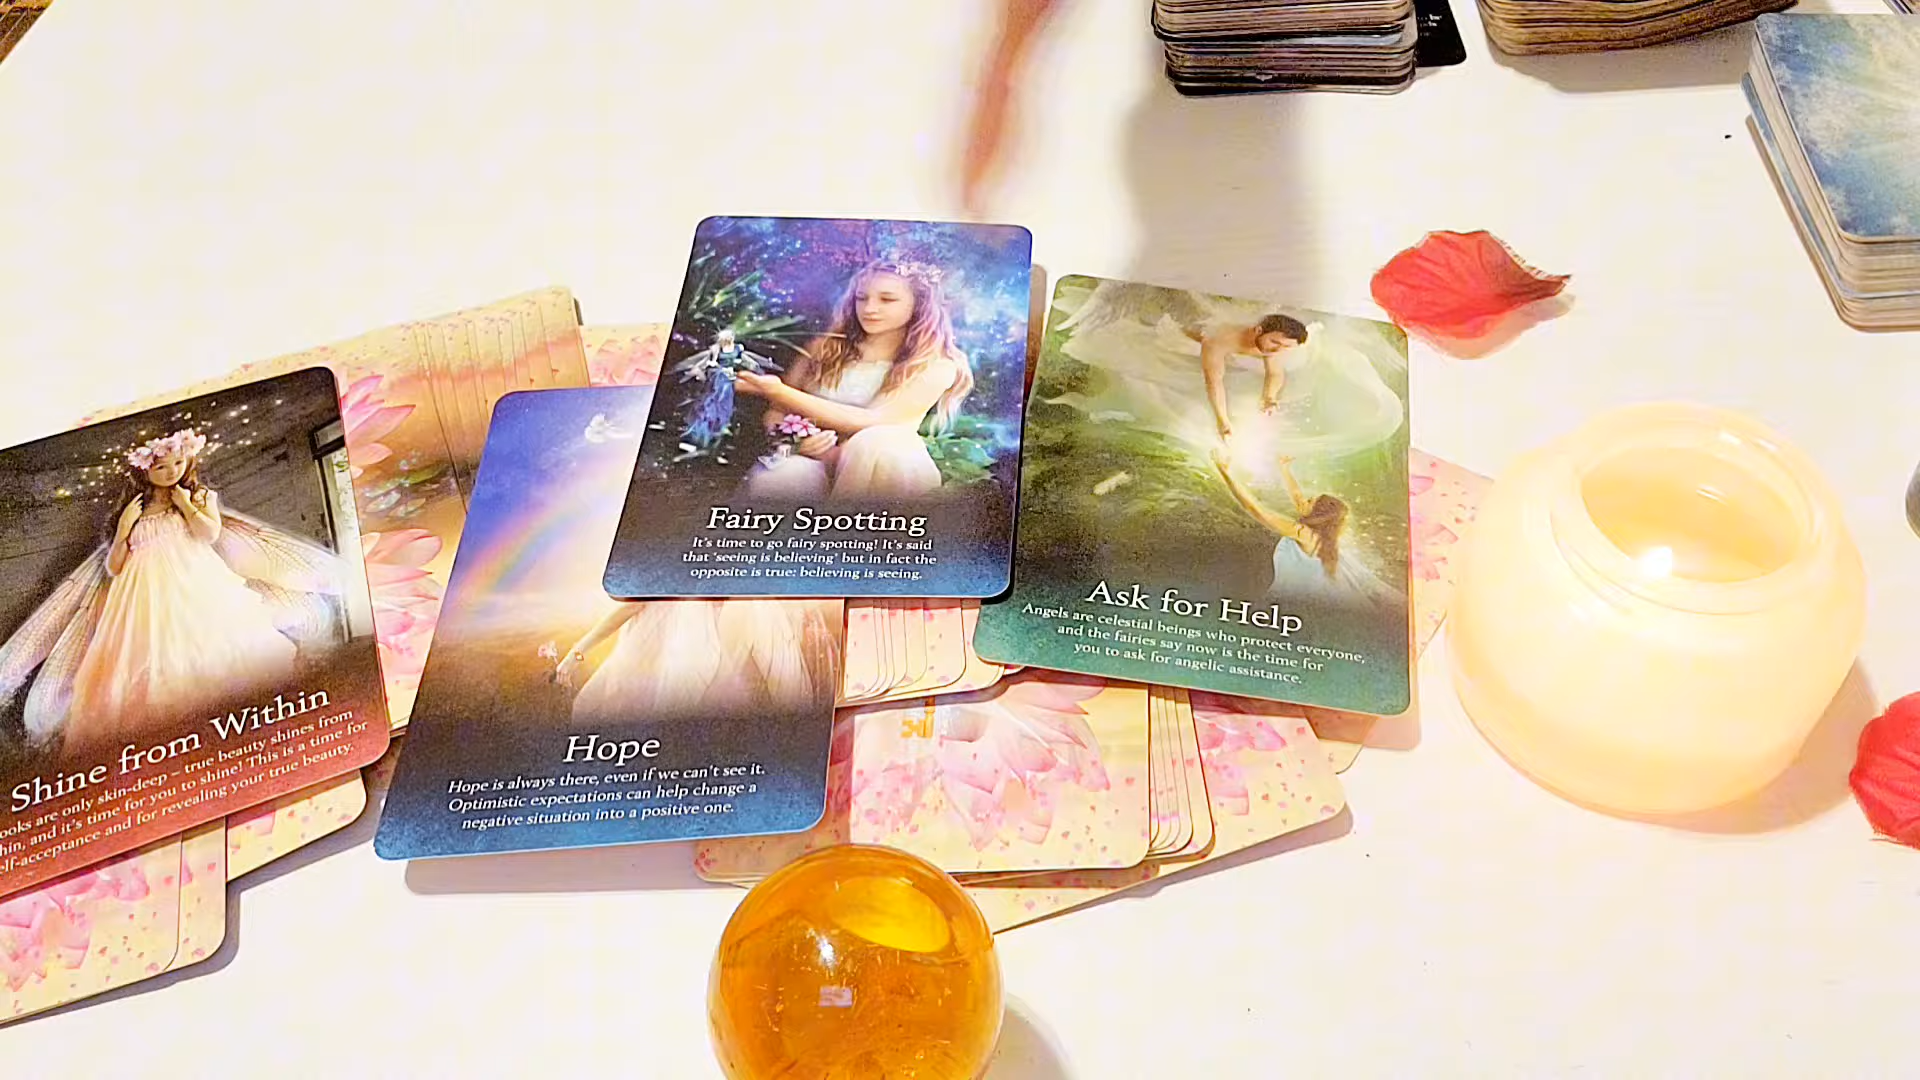 Shine from Within
ooks are only skin-deep – true beauty shines from
hin, and it's time for you to shine! This is a time for
elf-acceptance and for revealing your true beauty.
Hope
Hope is always there, even if we can't see it.
Optimistic expectations can help change a
negative situation into a positive one.
Fairy Spotting
It's time to go fairy spotting! It's said
that 'seeing is believing' but in fact the
opposite is true: believing is seeing.
Ask for Help
Angels are celestial beings who protect everyone,
and the fairies say now is the time for
you to ask for angelic assistance.